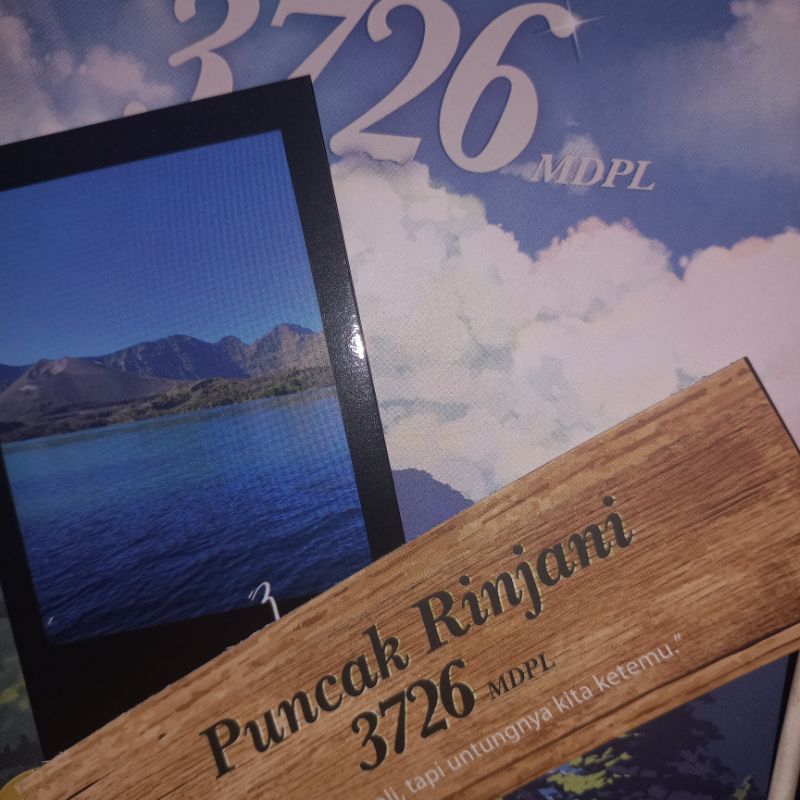 3726
MDPL
Puncak Rinjani
3726 MDPL
tapi untungnya kita ketemu."